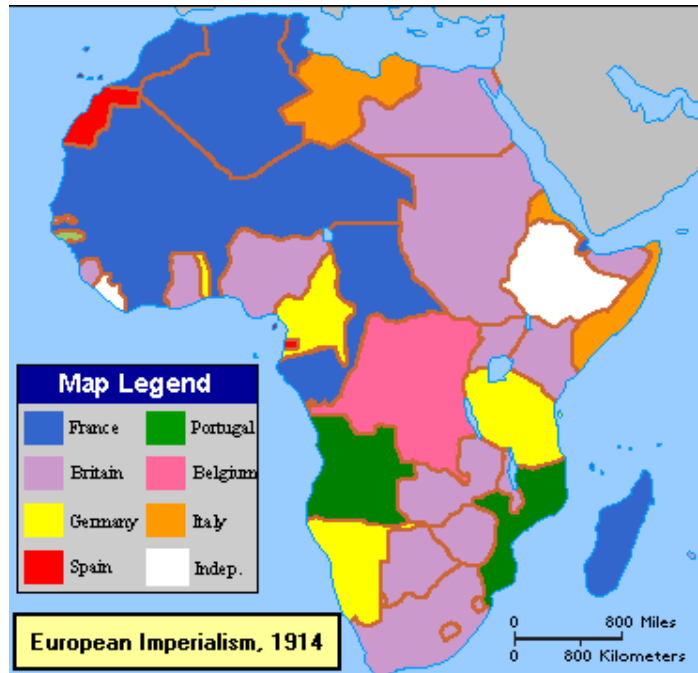 Map Legend
France
Portugal
Britain
Belgium
Germany
Italy
Spain
Indep.
European Imperialism, 1914
0 800 Miles
0 800 Kilometers